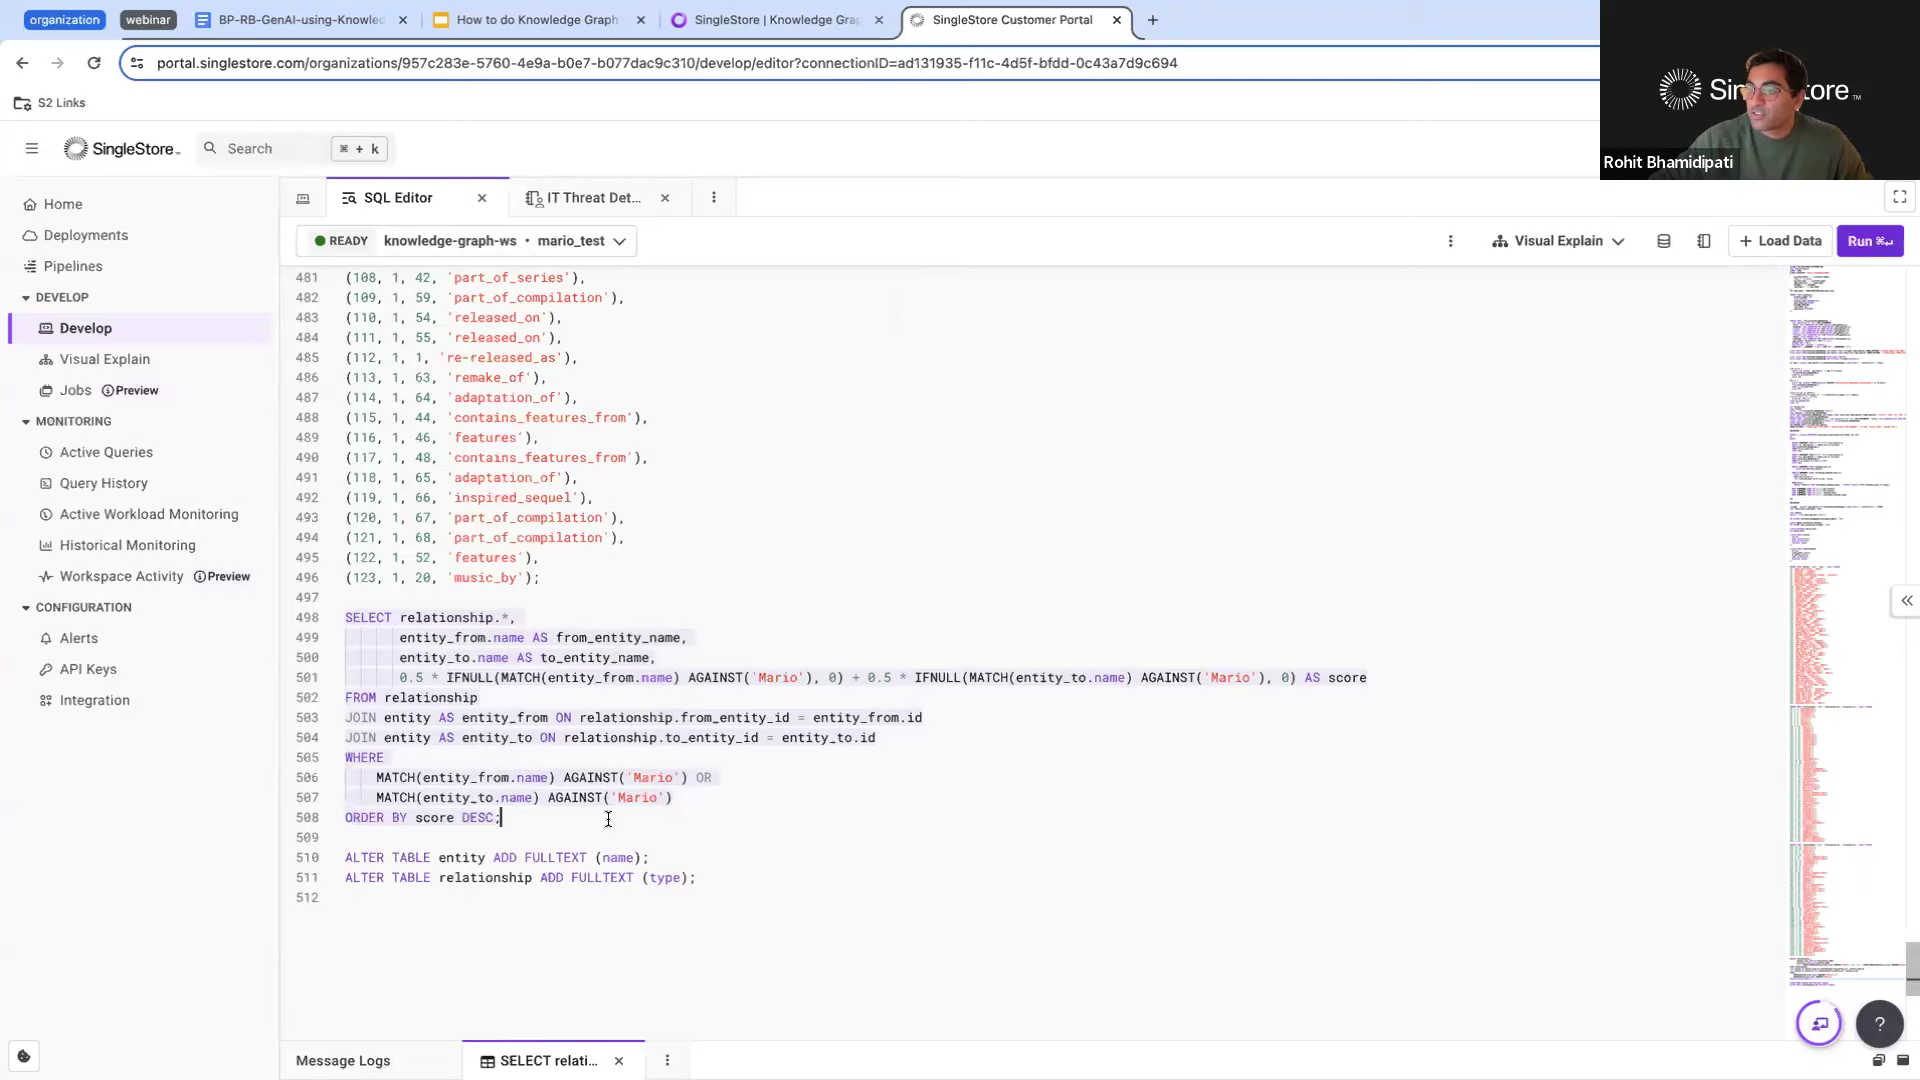 organization
webinar
BP-RB-GenAI-using-Knowled
How to do Knowledge Graph
SingleStore | Knowledge Gra
SingleStore Customer Portal
portal.singlestore.com/organizations/957c283e-5760-4e9a-b0e7-b077dac9c310/develop/editor?connectionID=ad131935-f11c-4d5f-bfdd-0c43a7d9c694
S2 Links
SingleStore
Search
⌘ + k
Rohit Bhamidipati
Home
Deployments
Pipelines
DEVELOP
Develop
Visual Explain
Jobs Preview
MONITORING
Active Queries
Query History
Active Workload Monitoring
Historical Monitoring
Workspace Activity Preview
CONFIGURATION
Alerts
API Keys
Integration
SQL Editor
IT Threat Det...
READY knowledge-graph-ws • mario_test
Visual Explain
+ Load Data
Run ⌘↵
481 (108, 1, 42, 'part_of_series'),
482 (109, 1, 59, 'part_of_compilation'),
483 (110, 1, 54, 'released_on'),
484 (111, 1, 55, 'released_on'),
485 (112, 1, 1, 're-released_as'),
486 (113, 1, 63, 'remake_of'),
487 (114, 1, 64, 'adaptation_of'),
488 (115, 1, 44, 'contains_features_from'),
489 (116, 1, 46, 'features'),
490 (117, 1, 48, 'contains_features_from'),
491 (118, 1, 65, 'adaptation_of'),
492 (119, 1, 66, 'inspired_sequel'),
493 (120, 1, 67, 'part_of_compilation'),
494 (121, 1, 68, 'part_of_compilation'),
495 (122, 1, 52, 'features'),
496 (123, 1, 20, 'music_by');
497
498 SELECT relationship.*,
499 entity_from.name AS from_entity_name,
500 entity_to.name AS to_entity_name,
501 0.5 * IFNULL(MATCH(entity_from.name) AGAINST('Mario'), 0) + 0.5 * IFNULL(MATCH(entity_to.name) AGAINST('Mario'), 0) AS score
502 FROM relationship
503 JOIN entity AS entity_from ON relationship.from_entity_id = entity_from.id
504 JOIN entity AS entity_to ON relationship.to_entity_id = entity_to.id
505 WHERE
506 MATCH(entity_from.name) AGAINST('Mario') OR
507 MATCH(entity_to.name) AGAINST('Mario')
508 ORDER BY score DESC;
509
510 ALTER TABLE entity ADD FULLTEXT (name);
511 ALTER TABLE relationship ADD FULLTEXT (type);
512
Message Logs
SELECT relati...
?